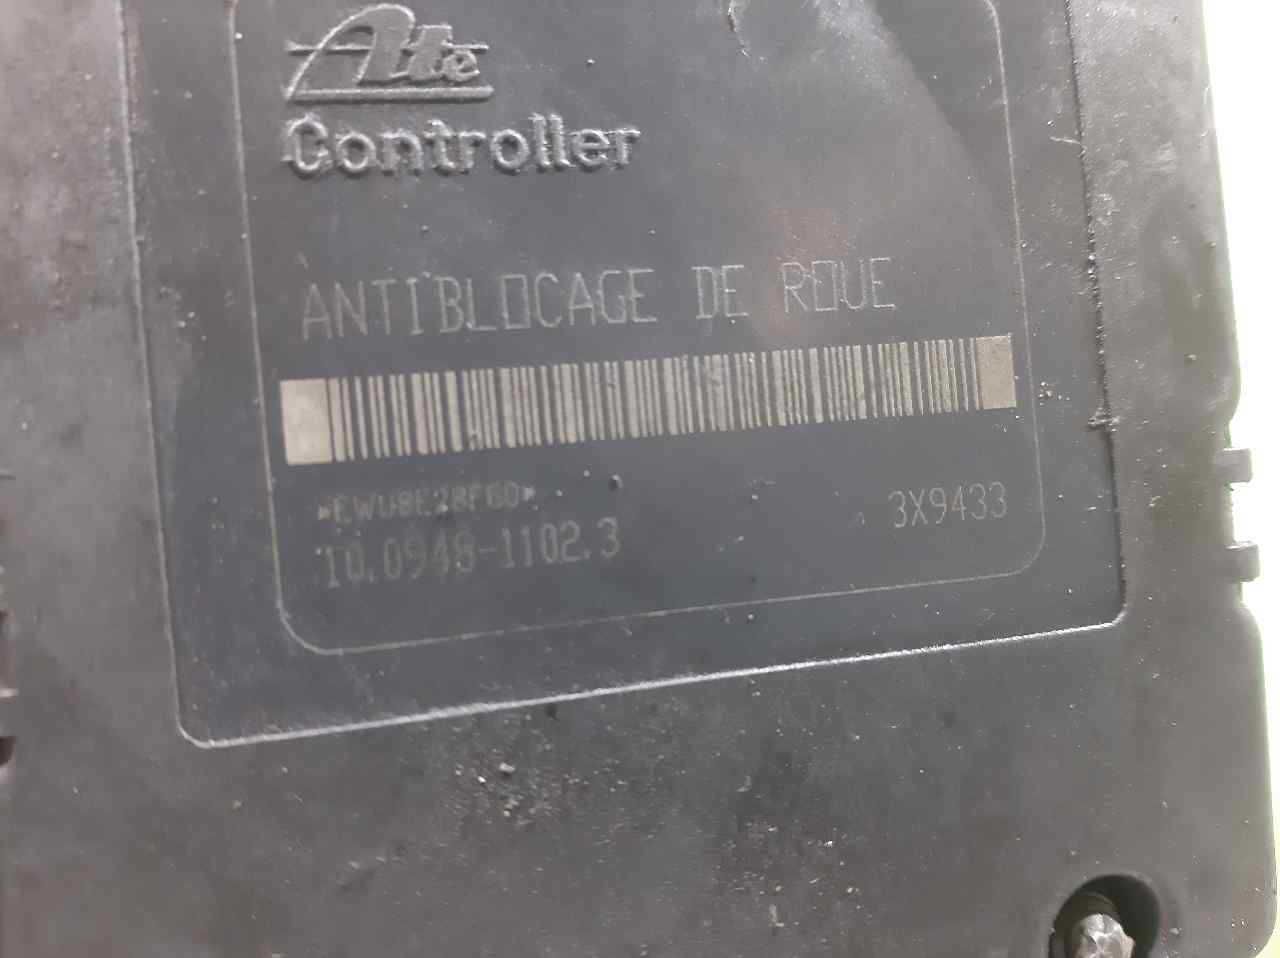 Ate
Controller
ANTIBLOCAGE DE ROUE
10.0948-1102.3
3X9433